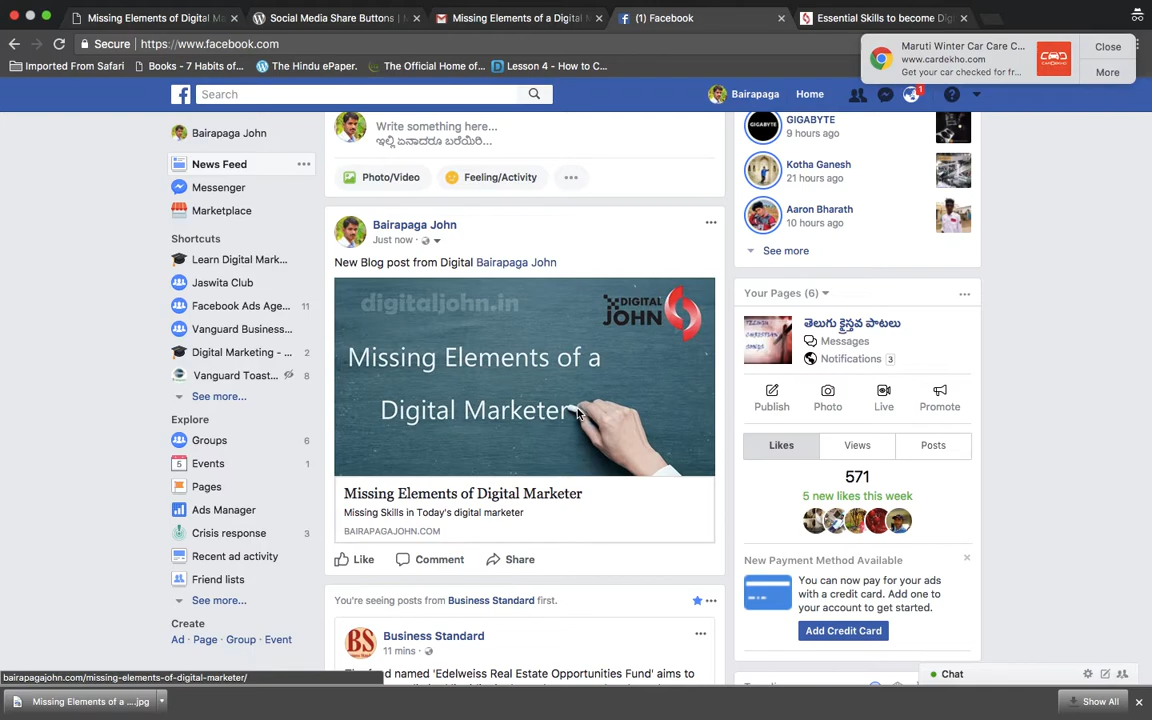 Missing Elements of Digital Ma
Social Media Share Buttons |
Missing Elements of a Digital
(1) Facebook
Essential Skills to become Dig
Secure
https://www.facebook.com
Imported From Safari
Books - 7 Habits of...
The Hindu ePaper.
The Official Home of...
Lesson 4 - How to C...
Maruti Winter Car Care C...
www.cardekho.com
Get your car checked for fr...
Close
More
Search
Bairapaga
Home
1
Bairapaga John
News Feed
Messenger
Marketplace
Shortcuts
Learn Digital Mark...
Jaswita Club
Facebook Ads Age... 11
Vanguard Business...
Digital Marketing - ... 2
Vanguard Toast... 8
See more...
Explore
Groups 6
Events 1
Pages
Ads Manager
Crisis response 3
Recent ad activity
Friend lists
See more...
Create
Ad · Page · Group · Event
Write something here...
ಇಲ್ಲಿ ಏನಾದರೂ ಬರೆಯಿರಿ...
Photo/Video
Feeling/Activity
Bairapaga John
Just now
New Blog post from Digital Bairapaga John
digitaljohn.in
DIGITAL
JOHN
Missing Elements of a
Digital Marketer
Missing Elements of Digital Marketer
Missing Skills in Today's digital marketer
BAIRAPAGAJOHN.COM
Like
Comment
Share
You're seeing posts from Business Standard first.
Business Standard
11 mins
'Edelweiss Real Estate Opportunities Fund' aims to
GIGABYTE
9 hours ago
Kotha Ganesh
21 hours ago
Aaron Bharath
10 hours ago
See more
Your Pages (6)
తెలుగు క్రైస్తవ పాటలు
Messages
Notifications 3
Publish
Photo
Live
Promote
Likes
Views
Posts
571
5 new likes this week
New Payment Method Available
You can now pay for your ads
with a credit card. Add one to
your account to get started.
Add Credit Card
Chat
bairapagajohn.com/missing-elements-of-digital-marketer/
Missing Elements of a ....jpg
Show All